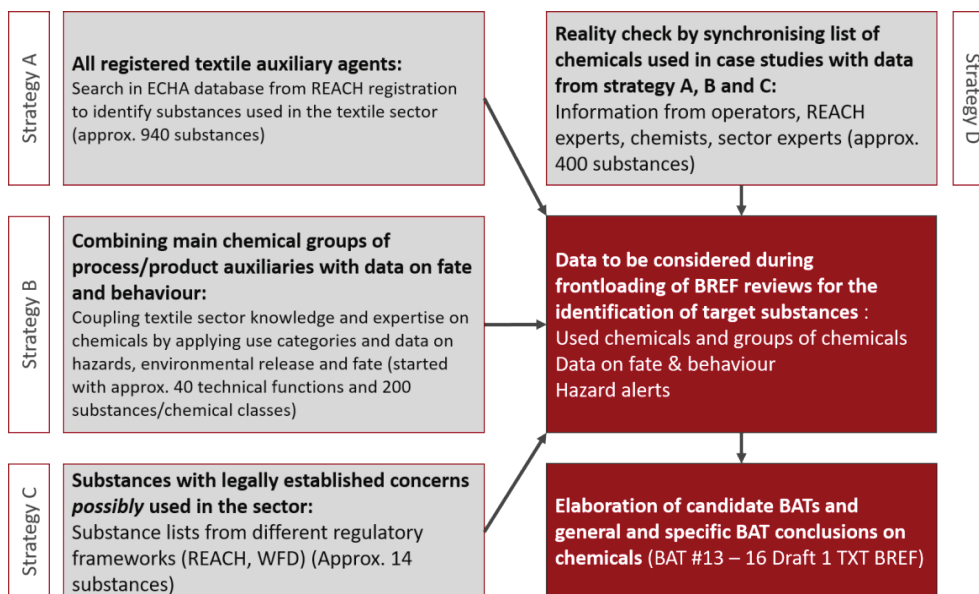 Strategy A
All registered textile auxiliary agents:
Search in ECHA database from REACH registration
to identify substances used in the textile sector
(approx. 940 substances)
Reality check by synchronising list of
chemicals used in case studies with data
from strategy A, B and C:
Information from operators, REACH
experts, chemists, sector experts (approx.
400 substances)
Strategy D
Strategy B
Combining main chemical groups of
process/product auxiliaries with data on fate
and behaviour:
Coupling textile sector knowledge and expertise on
chemicals by applying use categories and data on
hazards, environmental release and fate (started
with approx. 40 technical functions and 200
substances/chemical classes)
Data to be considered during
frontloading of BREF reviews for the
identification of target substances :
Used chemicals and groups of chemicals
Data on fate & behaviour
Hazard alerts
Strategy C
Substances with legally established concerns
possibly used in the sector:
Substance lists from different regulatory
frameworks (REACH, WFD) (Approx. 14
substances)
Elaboration of candidate BATs and
general and specific BAT conclusions on
chemicals (BAT #13 – 16 Draft 1 TXT BREF)